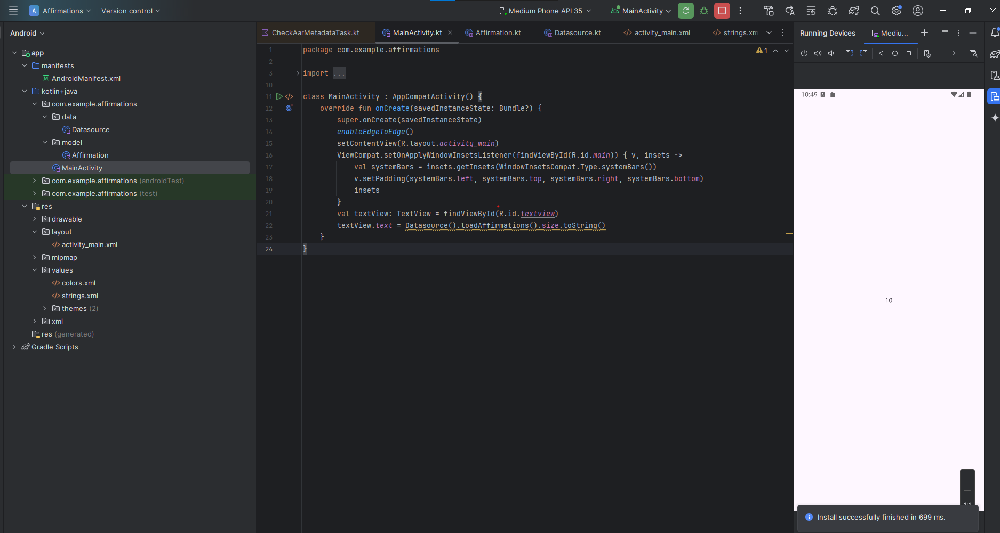 A Affirmations Version control Medium Phone API 35 MainActivity
Android
app
manifests
AndroidManifest.xml
kotlin+java
com.example.affirmations
data
Datasource
model
Affirmation
MainActivity
com.example.affirmations (androidTest)
com.example.affirmations (test)
res
drawable
layout
activity_main.xml
mipmap
values
colors.xml
strings.xml
themes (2)
xml
res (generated)
Gradle Scripts
CheckAarMetadataTask.kt MainActivity.kt Affirmation.kt Datasource.kt activity_main.xml strings.xm
1 package com.example.affirmations
2
3 import ...
10
11 class MainActivity : AppCompatActivity() {
12 override fun onCreate(savedInstanceState: Bundle?) {
13 super.onCreate(savedInstanceState)
14 enableEdgeToEdge()
15 setContentView(R.layout.activity_main)
16 ViewCompat.setOnApplyWindowInsetsListener(findViewById(R.id.main)) { v, insets ->
17 val systemBars = insets.getInsets(WindowInsetsCompat.Type.systemBars())
18 v.setPadding(systemBars.left, systemBars.top, systemBars.right, systemBars.bottom)
19 insets
20 }
21 val textView: TextView = findViewById(R.id.textview)
22 textView.text = Datasource().loadAffirmations().size.toString()
23 }
24 }
1
Running Devices Mediu...
10:49
10
1:1
Install successfully finished in 699 ms.